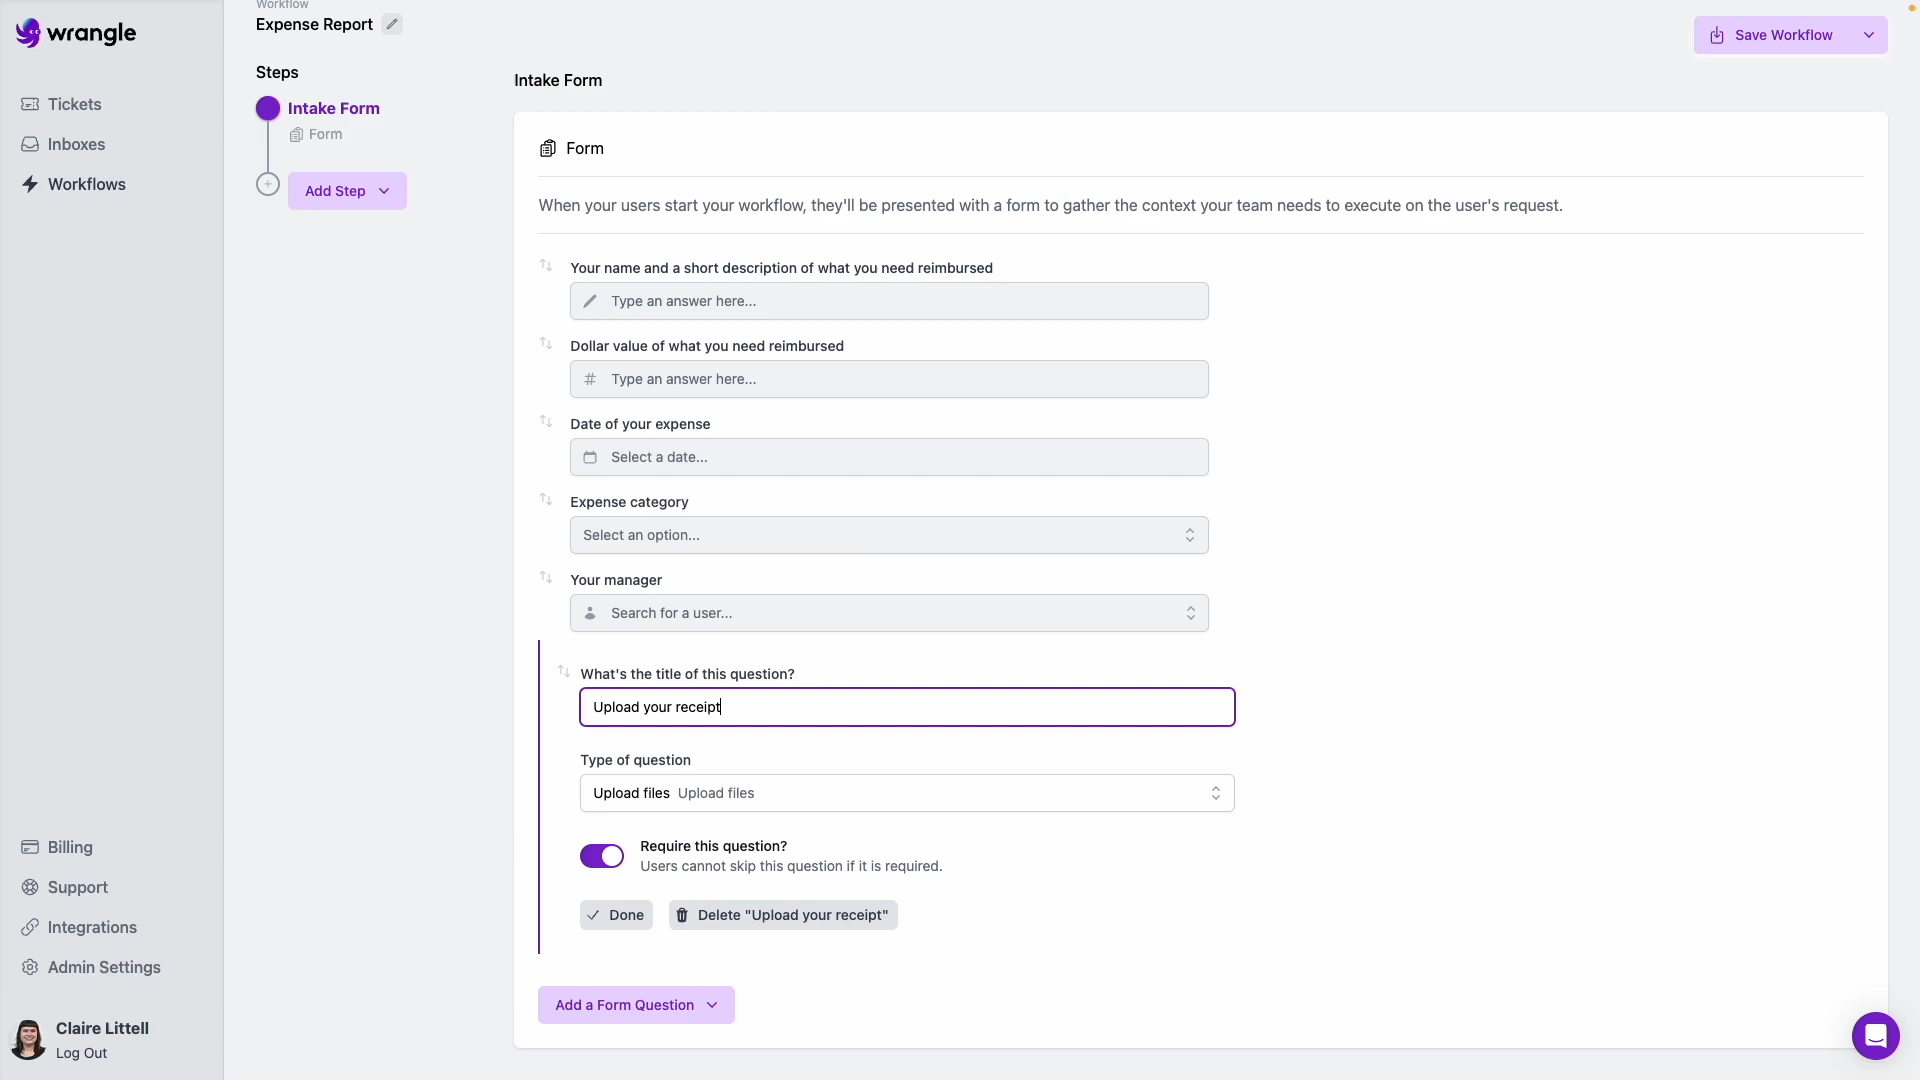 wrangle
Tickets
Inboxes
Workflows
Billing
Support
Integrations
Admin Settings
Claire Littell
Log Out
Workflow
Expense Report
Steps
Intake Form
Form
Add Step
Save Workflow
Intake Form
Form
When your users start your workflow, they'll be presented with a form to gather the context your team needs to execute on the user's request.
Your name and a short description of what you need reimbursed
Type an answer here...
Dollar value of what you need reimbursed
# Type an answer here...
Date of your expense
Select a date...
Expense category
Select an option...
Your manager
Search for a user...
What's the title of this question?
Upload your receipt
Type of question
Upload files Upload files
Require this question?
Users cannot skip this question if it is required.
Done
Delete "Upload your receipt"
Add a Form Question